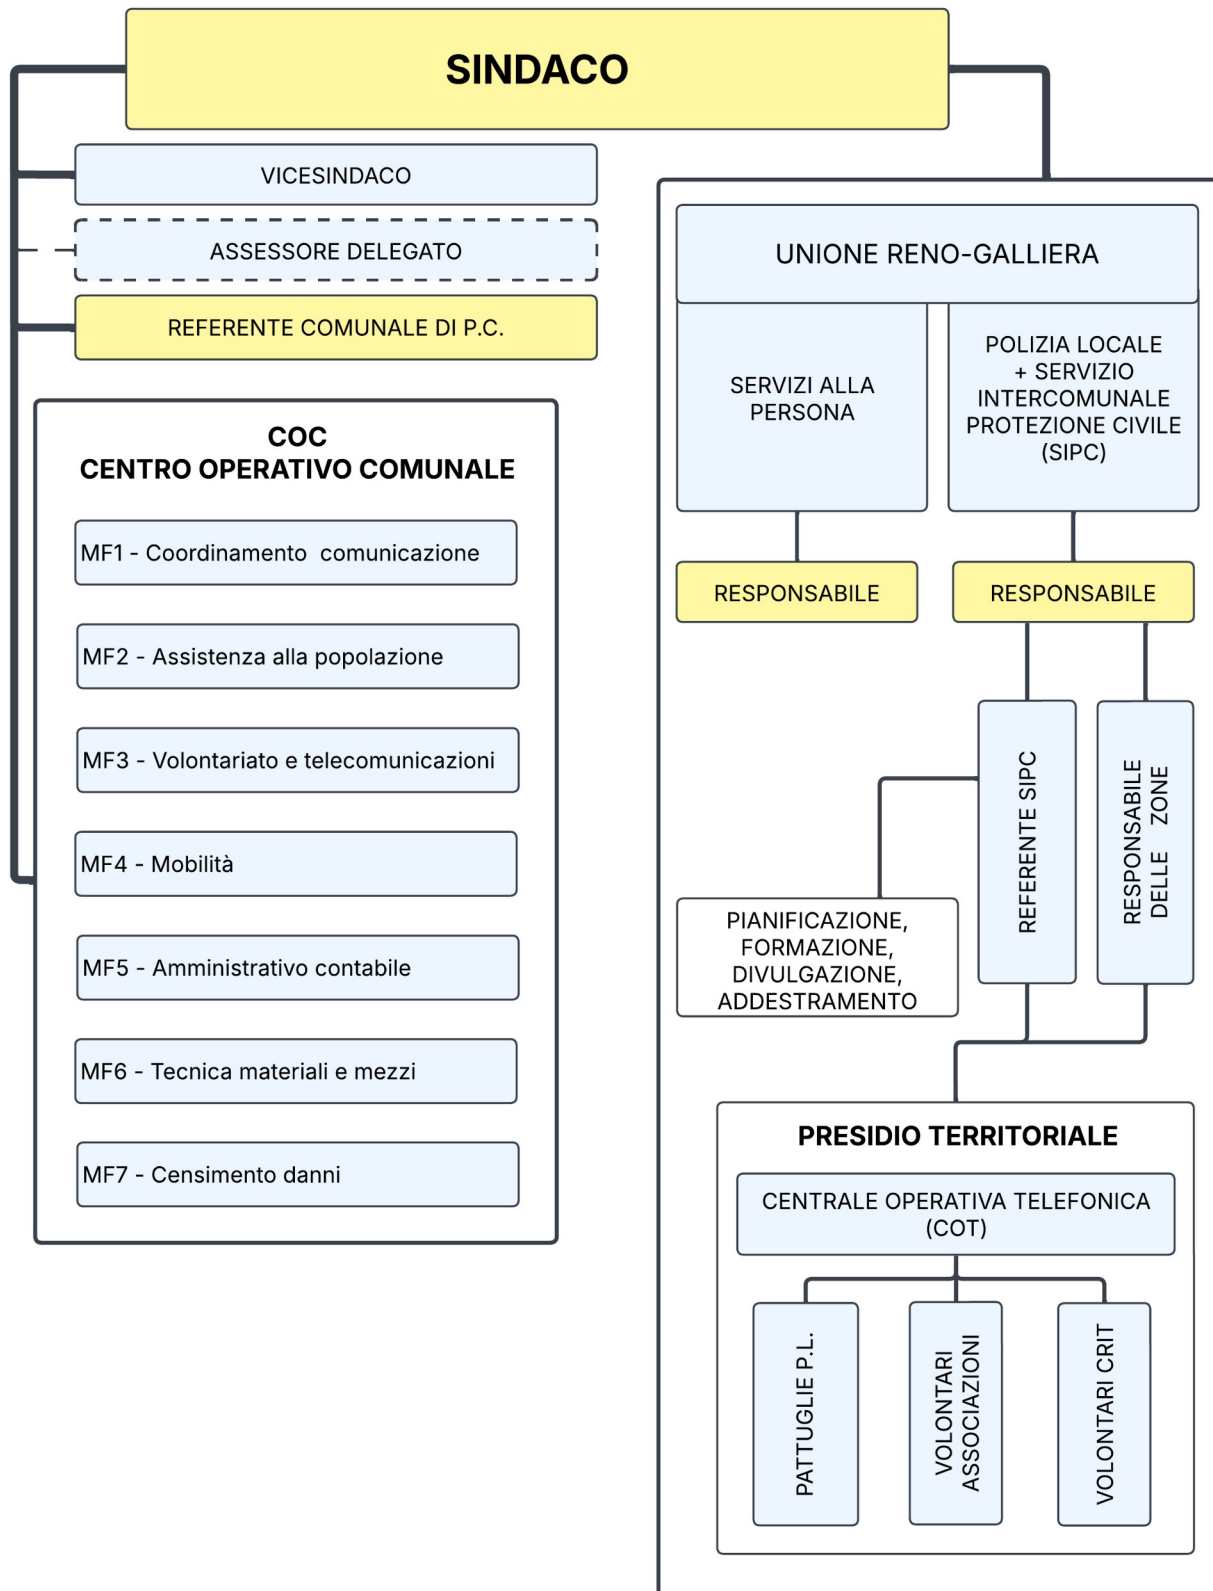 SINDACO
VICESINDACO
ASSESSORE DELEGATO
REFERENTE COMUNALE DI P.C.
COC
CENTRO OPERATIVO COMUNALE
MF1 - Coordinamento comunicazione
MF2 - Assistenza alla popolazione
MF3 - Volontariato e telecomunicazioni
MF4 - Mobilità
MF5 - Amministrativo contabile
MF6 - Tecnica materiali e mezzi
MF7 - Censimento danni
UNIONE RENO-GALLIERA
SERVIZI ALLA
PERSONA
POLIZIA LOCALE
+ SERVIZIO
INTERCOMUNALE
PROTEZIONE CIVILE
(SIPC)
RESPONSABILE
RESPONSABILE
REFERENTE SIPC
RESPONSABILE
DELLE ZONE
PIANIFICAZIONE,
FORMAZIONE,
DIVULGAZIONE,
ADDESTRAMENTO
PRESIDIO TERRITORIALE
CENTRALE OPERATIVA TELEFONICA
(COT)
PATTUGLIE P.L.
VOLONTARI
ASSOCIAZIONI
VOLONTARI CRIT